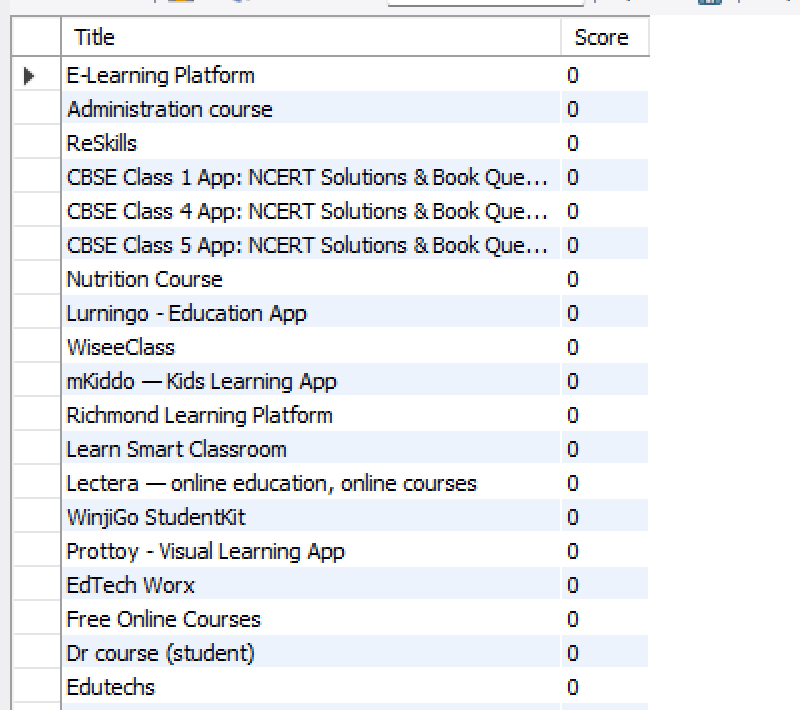 Title Score
E-Learning Platform 0
Administration course 0
ReSkills 0
CBSE Class 1 App: NCERT Solutions & Book Que... 0
CBSE Class 4 App: NCERT Solutions & Book Que... 0
CBSE Class 5 App: NCERT Solutions & Book Que... 0
Nutrition Course 0
Lurningo - Education App 0
WiseeClass 0
mKiddo — Kids Learning App 0
Richmond Learning Platform 0
Learn Smart Classroom 0
Lectera — online education, online courses 0
WinjiGo StudentKit 0
Prottoy - Visual Learning App 0
EdTech Worx 0
Free Online Courses 0
Dr course (student) 0
Edutechs 0